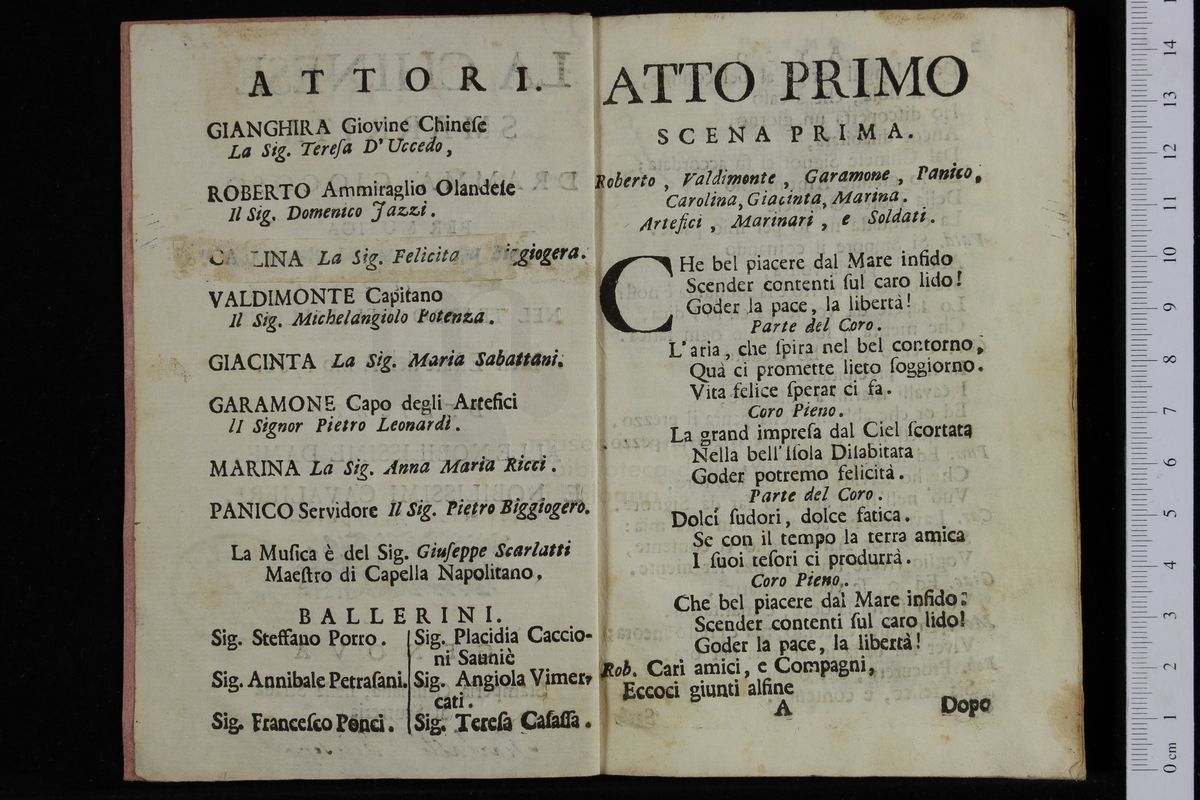 ATTORI.
GIANGHIRA Giovine Chineſe
La Sig. Tereſa D'Uccedo,
ROBERTO Ammiraglio Olandeſe
Il Sig. Domenico Jazzi.
LINA La Sig. Felicita Biggiogera.
VALDIMONTE Capitano
Il Sig. Michelangiolo Potenza.
GIACINTA La Sig. Maria Sabattani.
GARAMONE Capo degli Artefici
Il Signor Pietro Leonardi.
MARINA La Sig. Anna Maria Ricci.
PANICO Servidore Il Sig. Pietro Biggiogero.
La Muſica è del Sig. Giuſeppe Scarlatti
Maeſtro di Capella Napolitano.
BALLERINI.
Sig. Steffano Porro. Sig. Placidia Caccio-
ni Sauniè
Sig. Annibale Petraſani. Sig. Angiola Vimer-
cati.
Sig. Franceſco Ponci. Sig. Tereſa Caſaſſa.
ATTO PRIMO
SCENA PRIMA.
Roberto, Valdimonte, Garamone, Panico,
Carolina, Giacinta, Marina.
Artefici, Marinari, e Soldati.
CHe bel piacere dal Mare infido
Scender contenti ſul caro lido!
Goder la pace, la libertà!
Parte del Coro.
L'aria, che ſpira nel bel contorno,
Quà ci promette lieto ſoggiorno.
Vita felice ſperar ci fa.
Coro Pieno.
La grand impreſa dal Ciel ſcortata
Nella bell'Iſola Diſabitata
Goder potremo felicità.
Parte del Coro.
Dolci ſudori, dolce fatica.
Se con il tempo la terra amica
I ſuoi teſori ci produrrà.
Coro Pieno.
Che bel piacere dal Mare infido:
Scender contenti ſul caro lido!
Goder la pace, la libertà!
Rob. Cari amici, e Compagni,
Eccoci giunti alfine
A Dopo